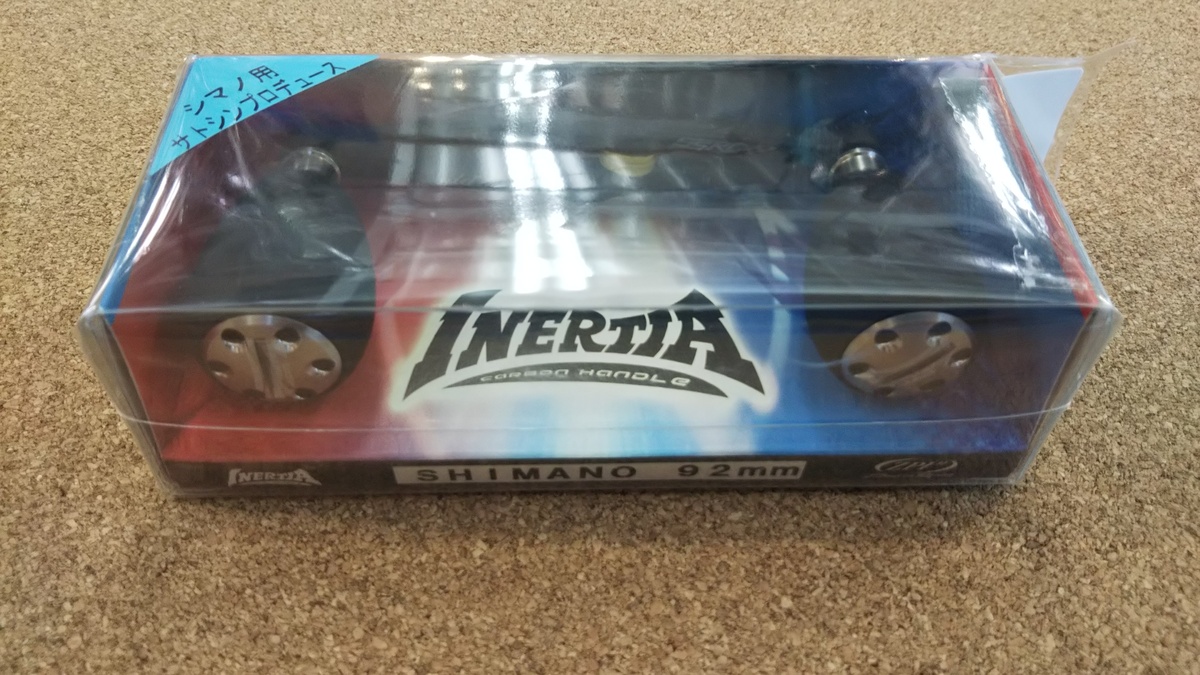 シマノ用
サトシンプロデュース
INERTIA
CARBON HANDLE
INERTIA
SHIMANO 92mm